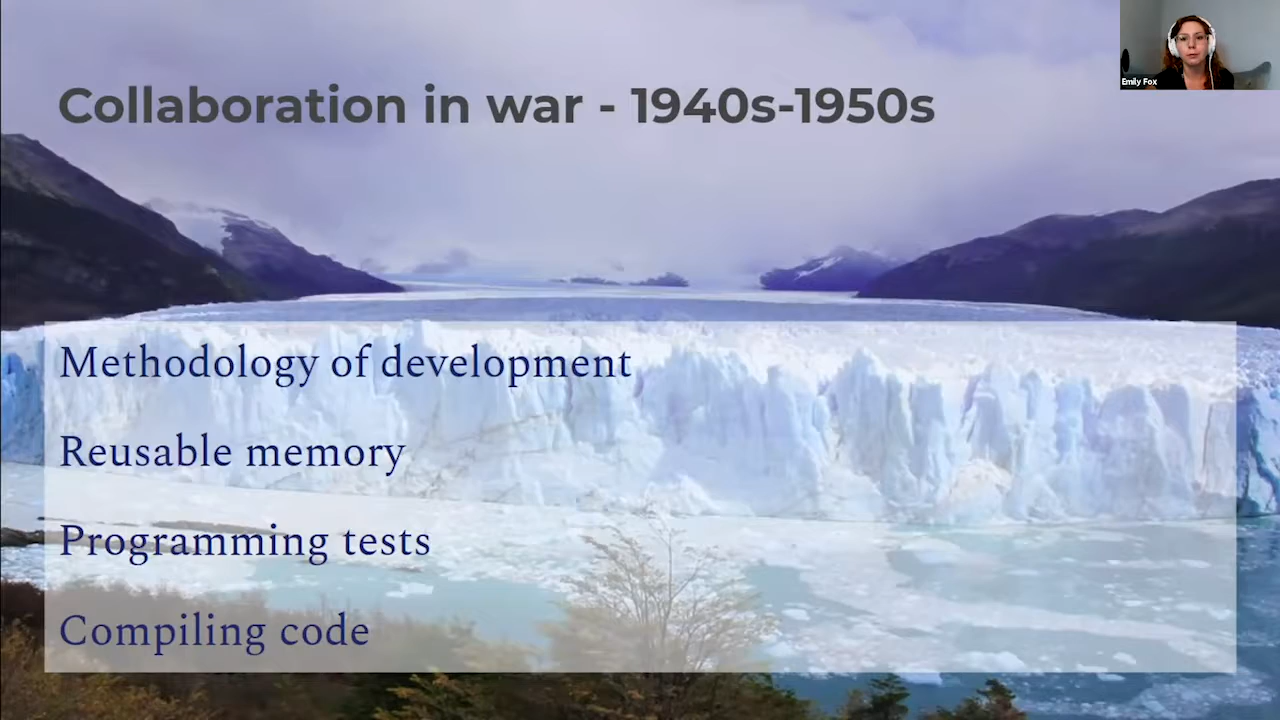 Collaboration in war - 1940s-1950s
Emily Fox
Methodology of development
Reusable memory
Programming tests
Compiling code